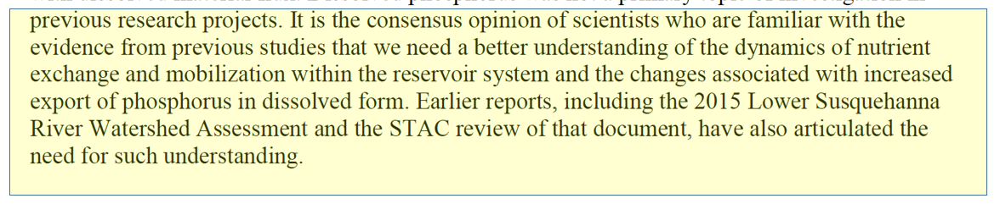 previous research projects. It is the consensus opinion of scientists who are familiar with the
evidence from previous studies that we need a better understanding of the dynamics of nutrient
exchange and mobilization within the reservoir system and the changes associated with increased
export of phosphorus in dissolved form. Earlier reports, including the 2015 Lower Susquehanna
River Watershed Assessment and the STAC review of that document, have also articulated the
need for such understanding.